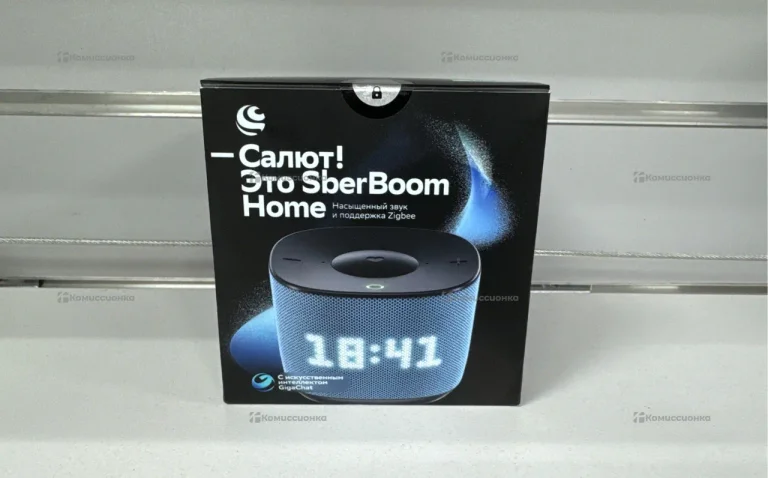 Комиссионка
Комиссионка
— Салют!
Это SberBoom
Home
Насыщенный звук
и поддержка Zigbee
Комиссионка
Комиссионка
Комиссионка
Комиссионка
18:41
С искусственным
интеллектом
GigaChat
Комиссионка
Комиссионка